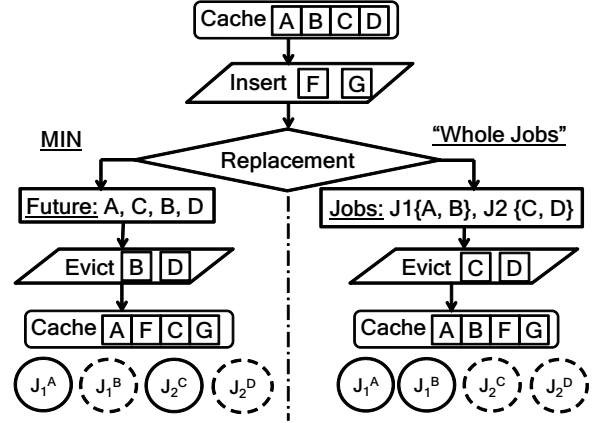 Cache A B C D
Insert F G
MIN
"Whole Jobs"
Replacement
Future: A, C, B, D
Jobs: J1{A, B}, J2 {C, D}
Evict B D
Evict C D
Cache A F C G
Cache A B F G
J₁ᴬ J₁ᴮ J₂ᶜ J₂ᴰ
J₁ᴬ J₁ᴮ J₂ᶜ J₂ᴰ